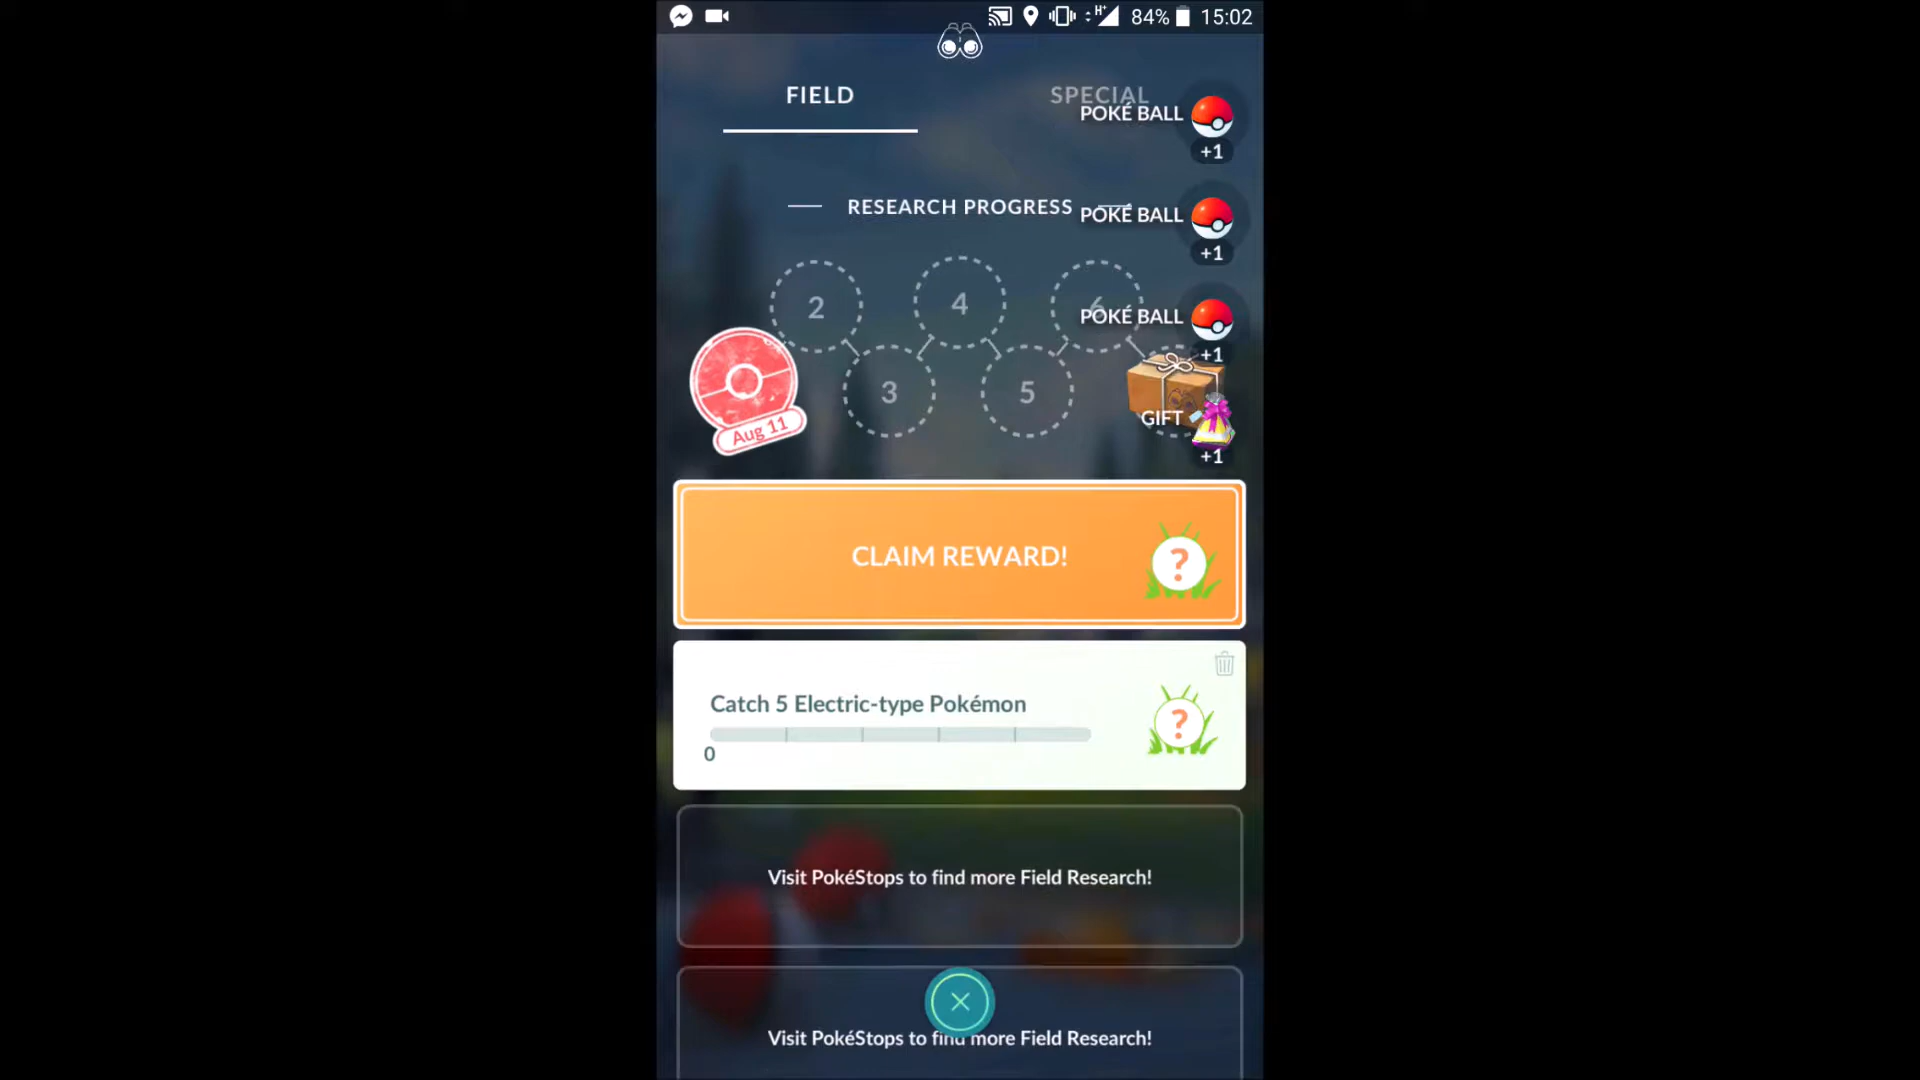 H+ 84% 15:02
FIELD SPECIAL
POKÉ BALL
+1
RESEARCH PROGRESS
POKÉ BALL
+1
2 4 6
POKÉ BALL
+1
3 5
GIFT
Aug 11
+1
CLAIM REWARD!
?
Catch 5 Electric-type Pokémon
?
0
Visit PokéStops to find more Field Research!
Visit PokéStops to find more Field Research!